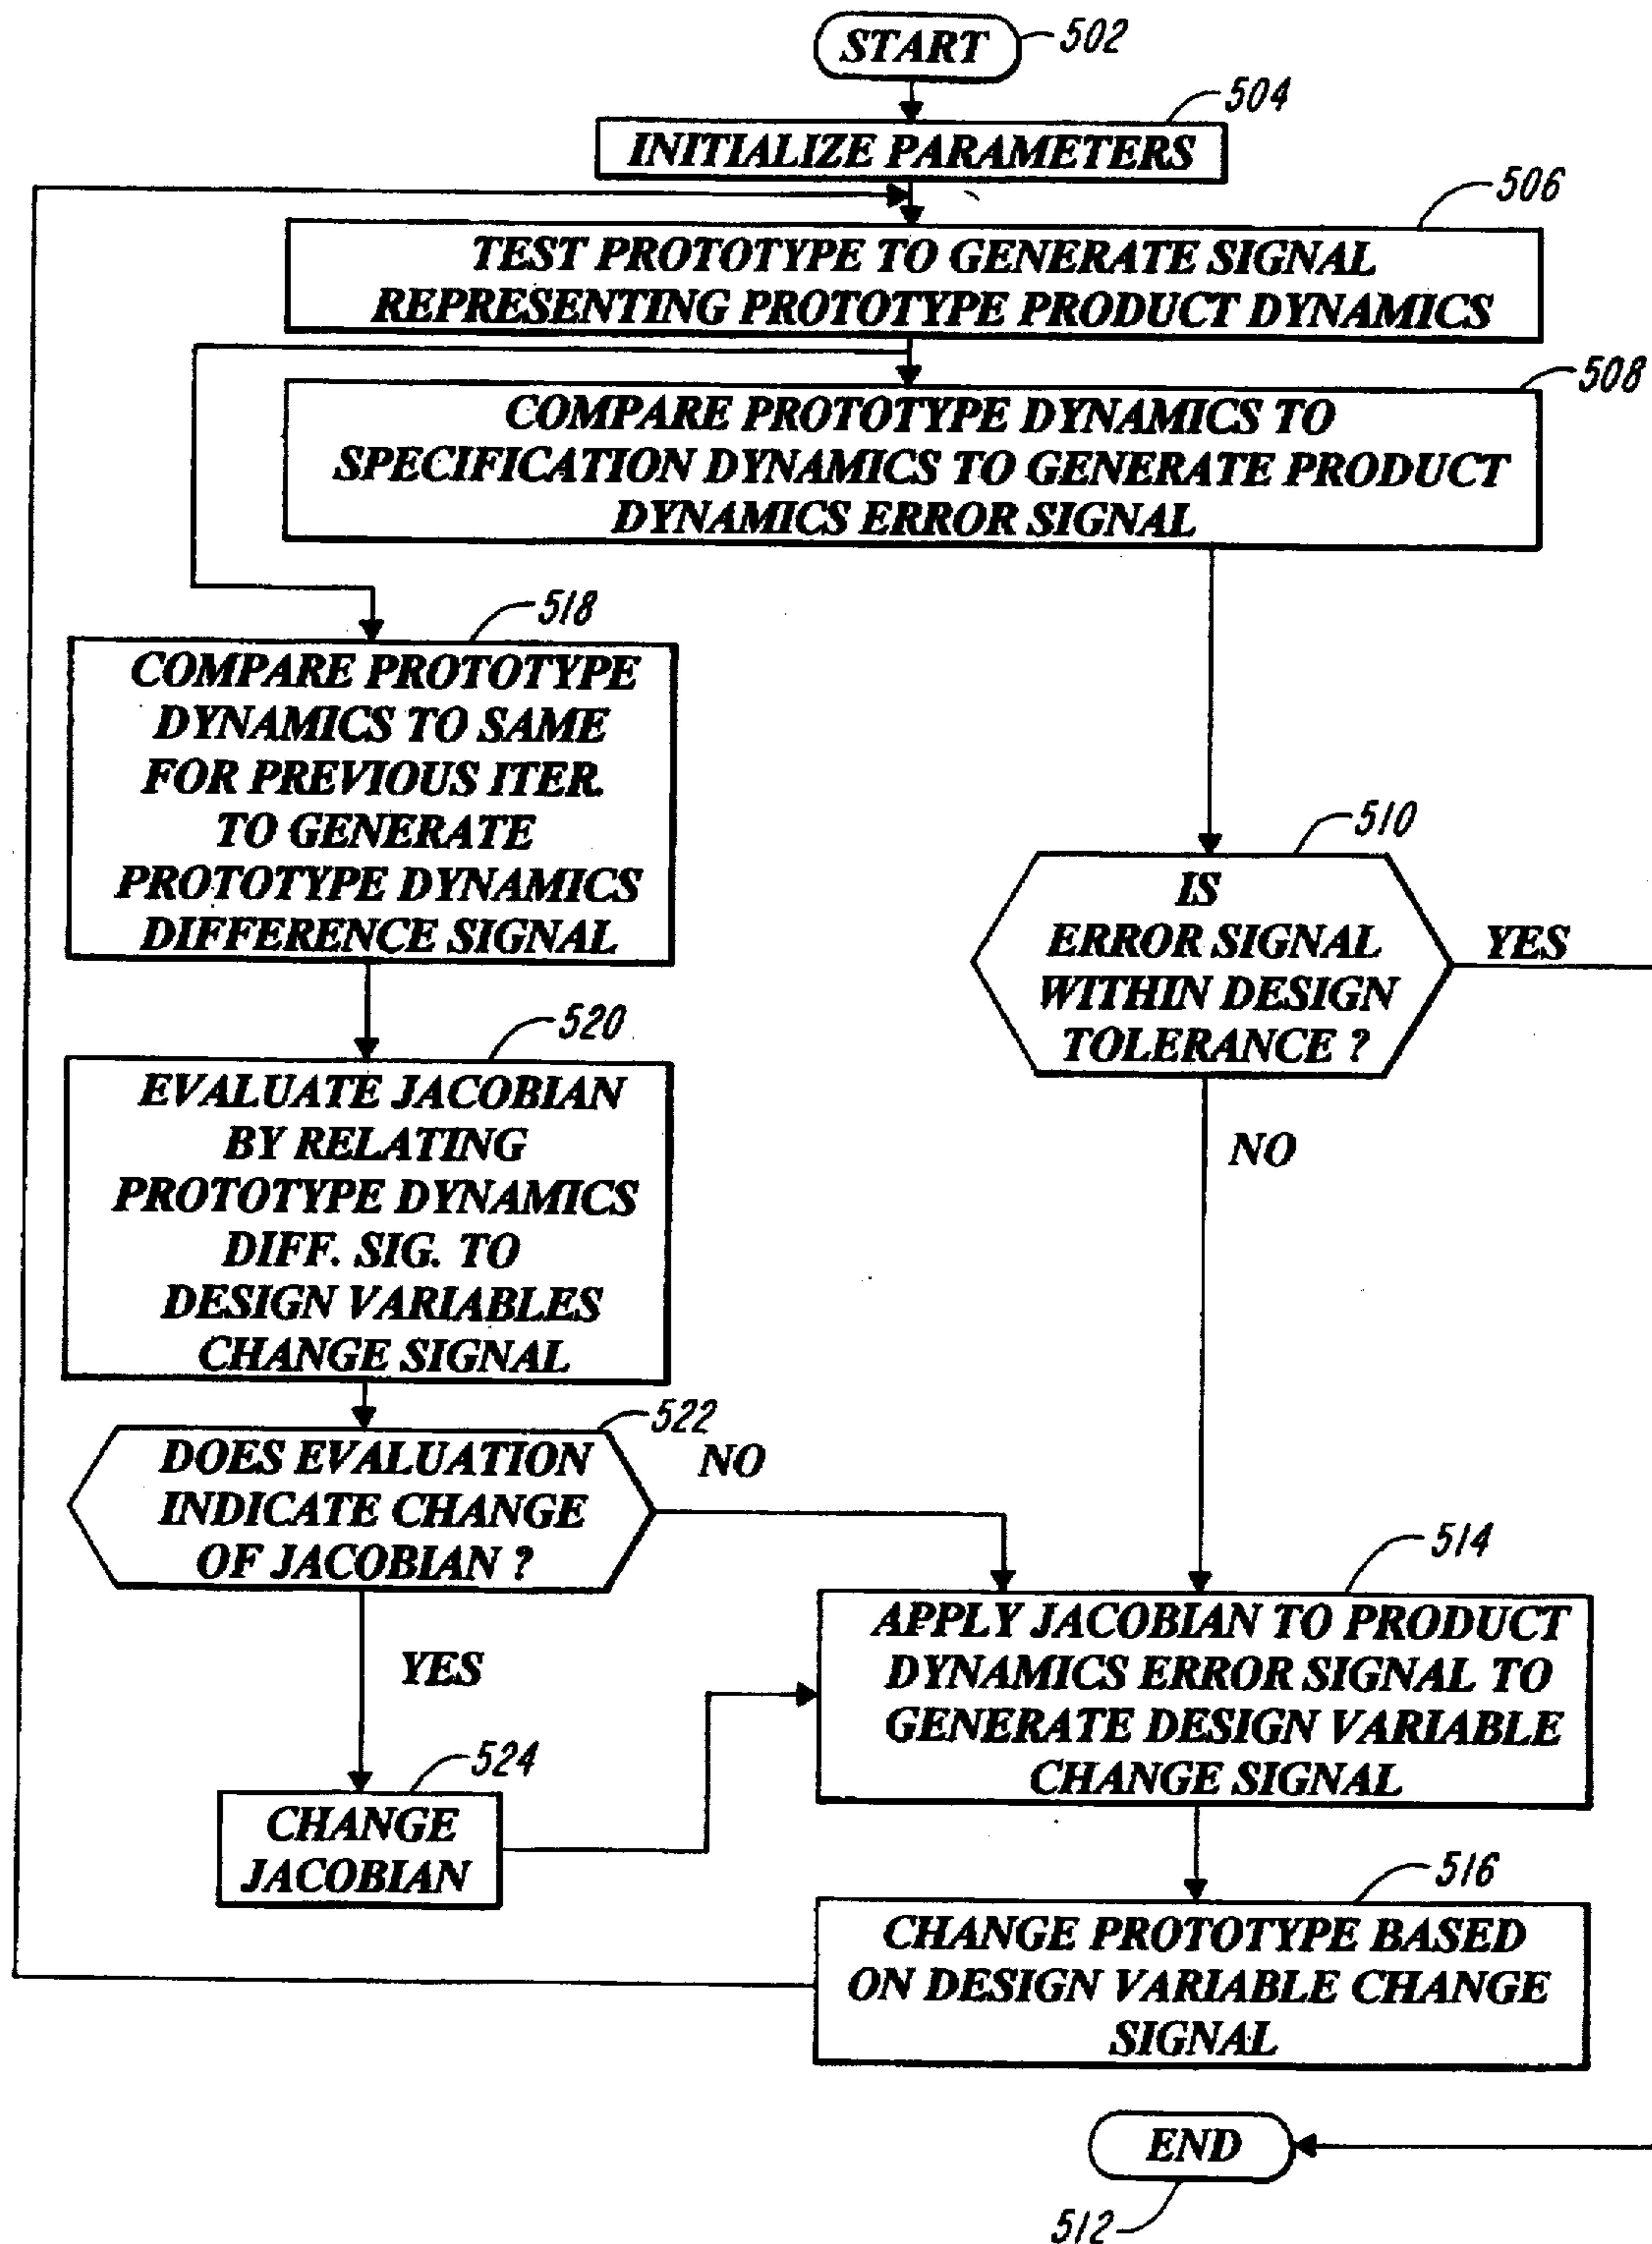 START
502
504
INITIALIZE PARAMETERS
506
TEST PROTOTYPE TO GENERATE SIGNAL
REPRESENTING PROTOTYPE PRODUCT DYNAMICS
508
COMPARE PROTOTYPE DYNAMICS TO
SPECIFICATION DYNAMICS TO GENERATE PRODUCT
DYNAMICS ERROR SIGNAL
518
COMPARE PROTOTYPE
DYNAMICS TO SAME
FOR PREVIOUS ITER.
TO GENERATE
PROTOTYPE DYNAMICS
DIFFERENCE SIGNAL
510
IS
ERROR SIGNAL
WITHIN DESIGN
TOLERANCE ?
YES
NO
520
EVALUATE JACOBIAN
BY RELATING
PROTOTYPE DYNAMICS
DIFF. SIG. TO
DESIGN VARIABLES
CHANGE SIGNAL
522
DOES EVALUATION
INDICATE CHANGE
OF JACOBIAN ?
NO
YES
514
APPLY JACOBIAN TO PRODUCT
DYNAMICS ERROR SIGNAL TO
GENERATE DESIGN VARIABLE
CHANGE SIGNAL
524
CHANGE
JACOBIAN
516
CHANGE PROTOTYPE BASED
ON DESIGN VARIABLE CHANGE
SIGNAL
END
512